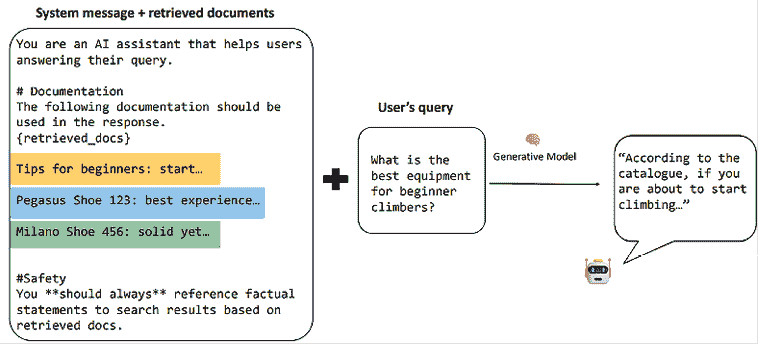 System message + retrieved documents
You are an AI assistant that helps users
answering their query.
# Documentation
The following documentation should be
used in the response.
{retrieved_docs}
Tips for beginners: start…
Pegasus Shoe 123: best experience…
Milano Shoe 456: solid yet…
#Safety
You **should always** reference factual
statements to search results based on
retrieved docs.
User’s query
What is the
best equipment
for beginner
climbers?
Generative Model
“According to the
catalogue, if you
are about to start
climbing…”